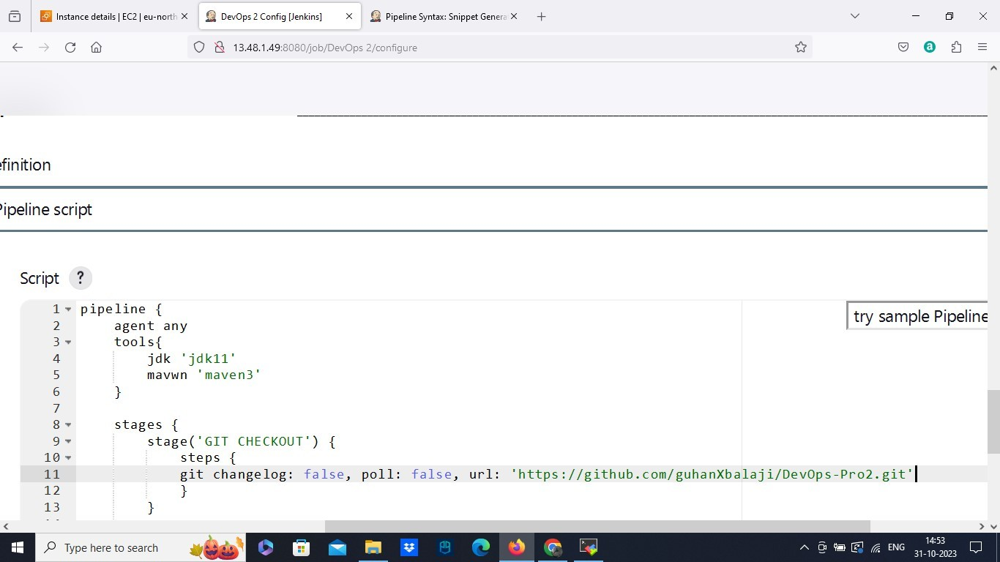 Instance details | EC2 | eu-north
DevOps 2 Config [Jenkins]
Pipeline Syntax: Snippet Genera
13.48.1.49:8080/job/DevOps 2/configure
efinition
Pipeline script
Script ?
try sample Pipeline
1 pipeline {
2 agent any
3 tools{
4 jdk 'jdk11'
5 mavwn 'maven3'
6 }
7
8 stages {
9 stage('GIT CHECKOUT') {
10 steps {
11 git changelog: false, poll: false, url: 'https://github.com/guhanXbalaji/DevOps-Pro2.git'
12 }
13 }
Type here to search
ENG
14:53
31-10-2023